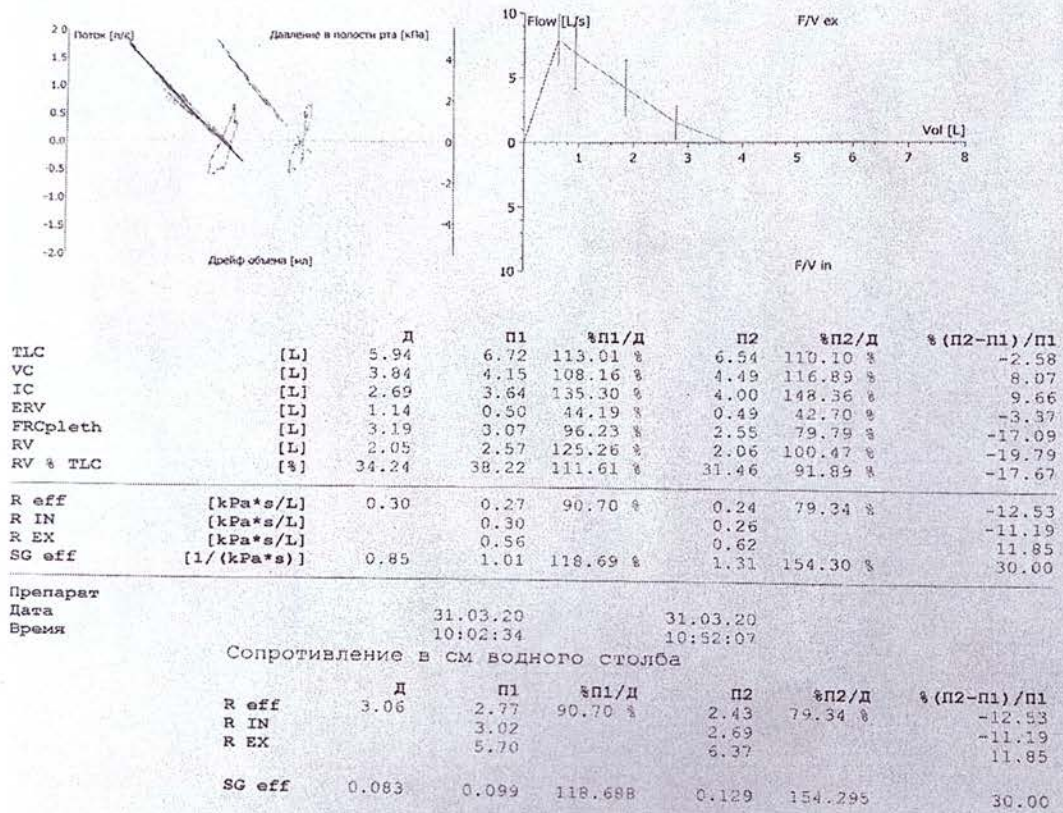 Поток [л/с]
Давление в полости рта [кПа]
2.0
1.5
1.0
0.5
0.0
-0.5
-1.0
-1.5
-2.0
4
2
0
-2
-4
Дрейф объема [мл]
Flow [L/s]
F/V ex
10
5
0
5
10
1 2 3 4 5 6 7 8
Vol [L]
F/V in
Д П1 %П1/Д П2 %П2/Д %(П2-П1)/П1
TLC [L] 5.94 6.72 113.01 % 6.54 110.10 % -2.58
VC [L] 3.84 4.15 108.16 % 4.49 116.89 % 8.07
IC [L] 2.69 3.64 135.30 % 4.00 148.36 % 9.66
ERV [L] 1.14 0.50 44.19 % 0.49 42.70 % -3.37
FRCpleth [L] 3.19 3.07 96.23 % 2.55 79.79 % -17.09
RV [L] 2.05 2.57 125.26 % 2.06 100.47 % -19.79
RV % TLC [%] 34.24 38.22 111.61 % 31.46 91.89 % -17.67
R eff [kPa*s/L] 0.30 0.27 90.70 % 0.24 79.34 % -12.53
R IN [kPa*s/L] 0.30 0.26 -11.19
R EX [kPa*s/L] 0.56 0.62 11.85
SG eff [1/(kPa*s)] 0.85 1.01 118.69 % 1.31 154.30 % 30.00
Препарат
Дата 31.03.20 31.03.20
Время 10:02:34 10:52:07
Сопротивление в см водного столба
Д П1 %П1/Д П2 %П2/Д %(П2-П1)/П1
R eff 3.06 2.77 90.70 % 2.43 79.34 % -12.53
R IN 3.02 2.69 -11.19
R EX 5.70 6.37 11.85
SG eff 0.083 0.099 118.688 0.129 154.295 30.00